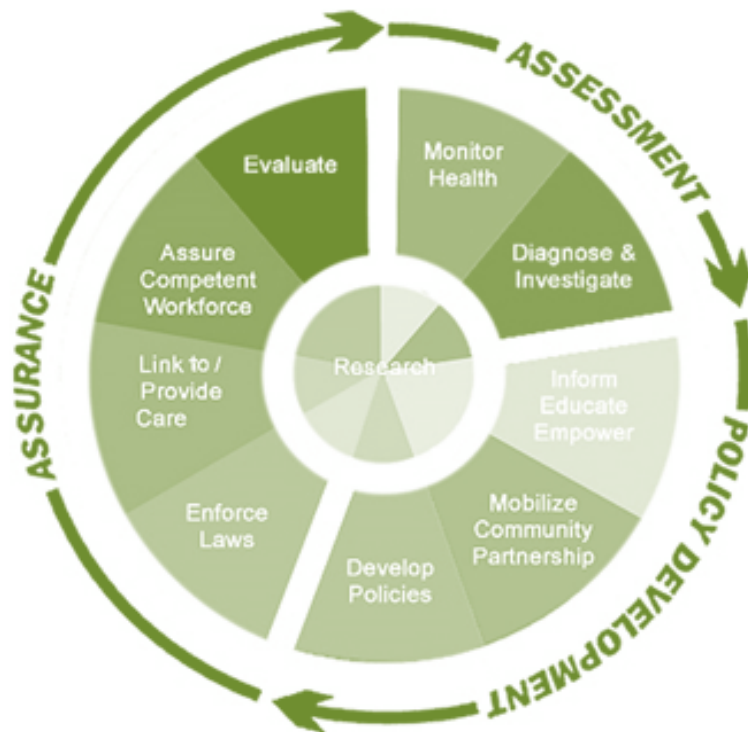 ASSESSMENT
Monitor
Health
Diagnose &
Investigate
POLICY DEVELOPMENT
Inform
Educate
Empower
Mobilize
Community
Partnership
Develop
Policies
ASSURANCE
Enforce
Laws
Link to /
Provide
Care
Assure
Competent
Workforce
Evaluate
Research